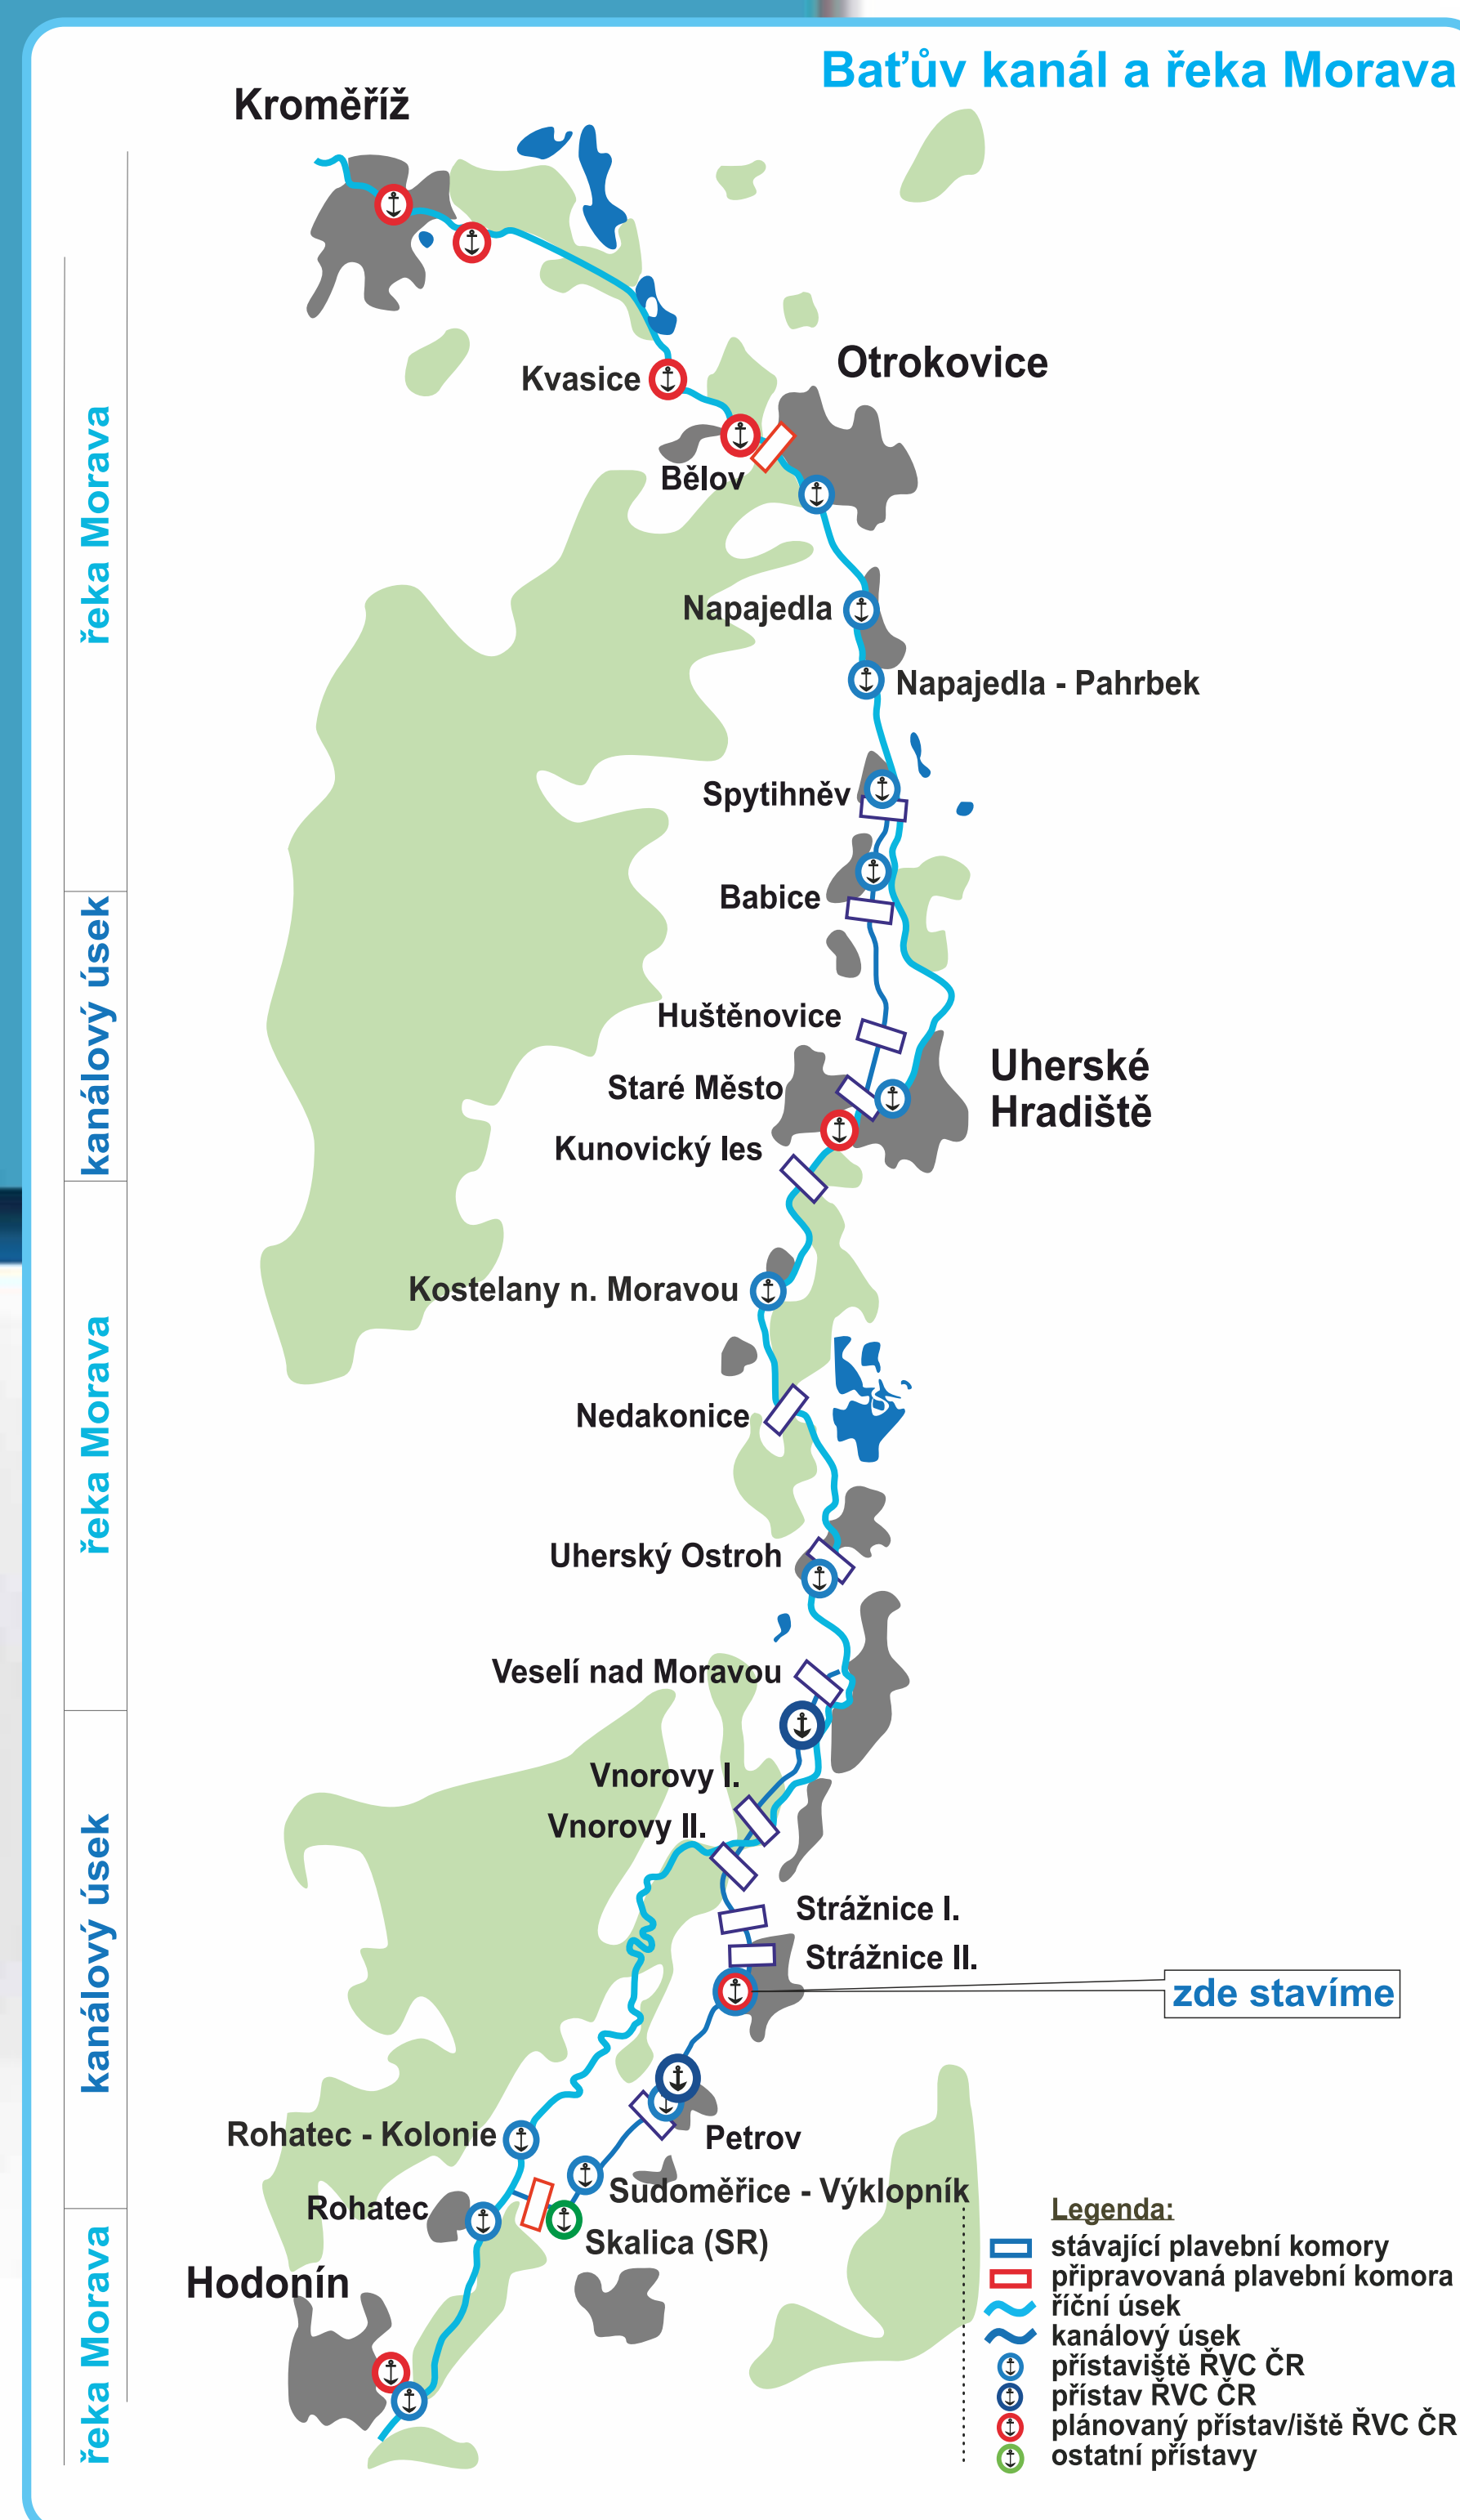 Baťův kanál a řeka Morava
Kroměříž
Otrokovice
Kvasice
Bělov
řeka Morava
Napajedla
Napajedla - Pahrbek
Spytihněv
Babice
kanálový úsek
Huštěnovice
Staré Město
Uherské
Hradiště
Kunovický les
Kostelany n. Moravou
řeka Morava
Nedakonice
Uherský Ostroh
Veselí nad Moravou
Vnorovy I.
Vnorovy II.
kanálový úsek
Strážnice I.
Strážnice II.
zde stavíme
Rohatec - Kolonie
Petrov
Sudoměřice - Výklopník
Rohatec
Skalica (SR)
Hodonín
řeka Morava
Legenda:
stávající plavební komory
připravovaná plavební komora
říční úsek
kanálový úsek
přístaviště ŘVC ČR
přístav ŘVC ČR
plánovaný přístav/iště ŘVC ČR
ostatní přístavy